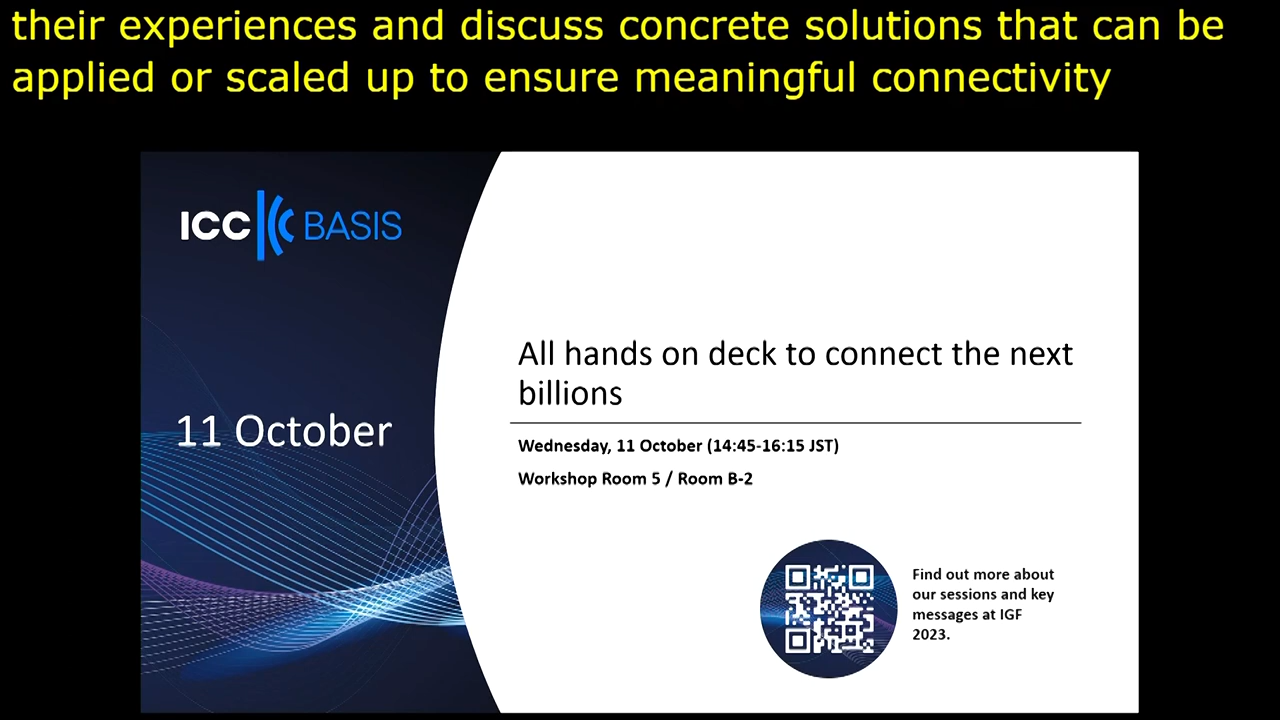 their experiences and discuss concrete solutions that can be
applied or scaled up to ensure meaningful connectivity
ICC BASIS
11 October
All hands on deck to connect the next
billions
Wednesday, 11 October (14:45-16:15 JST)
Workshop Room 5 / Room B-2
Find out more about
our sessions and key
messages at IGF
2023.